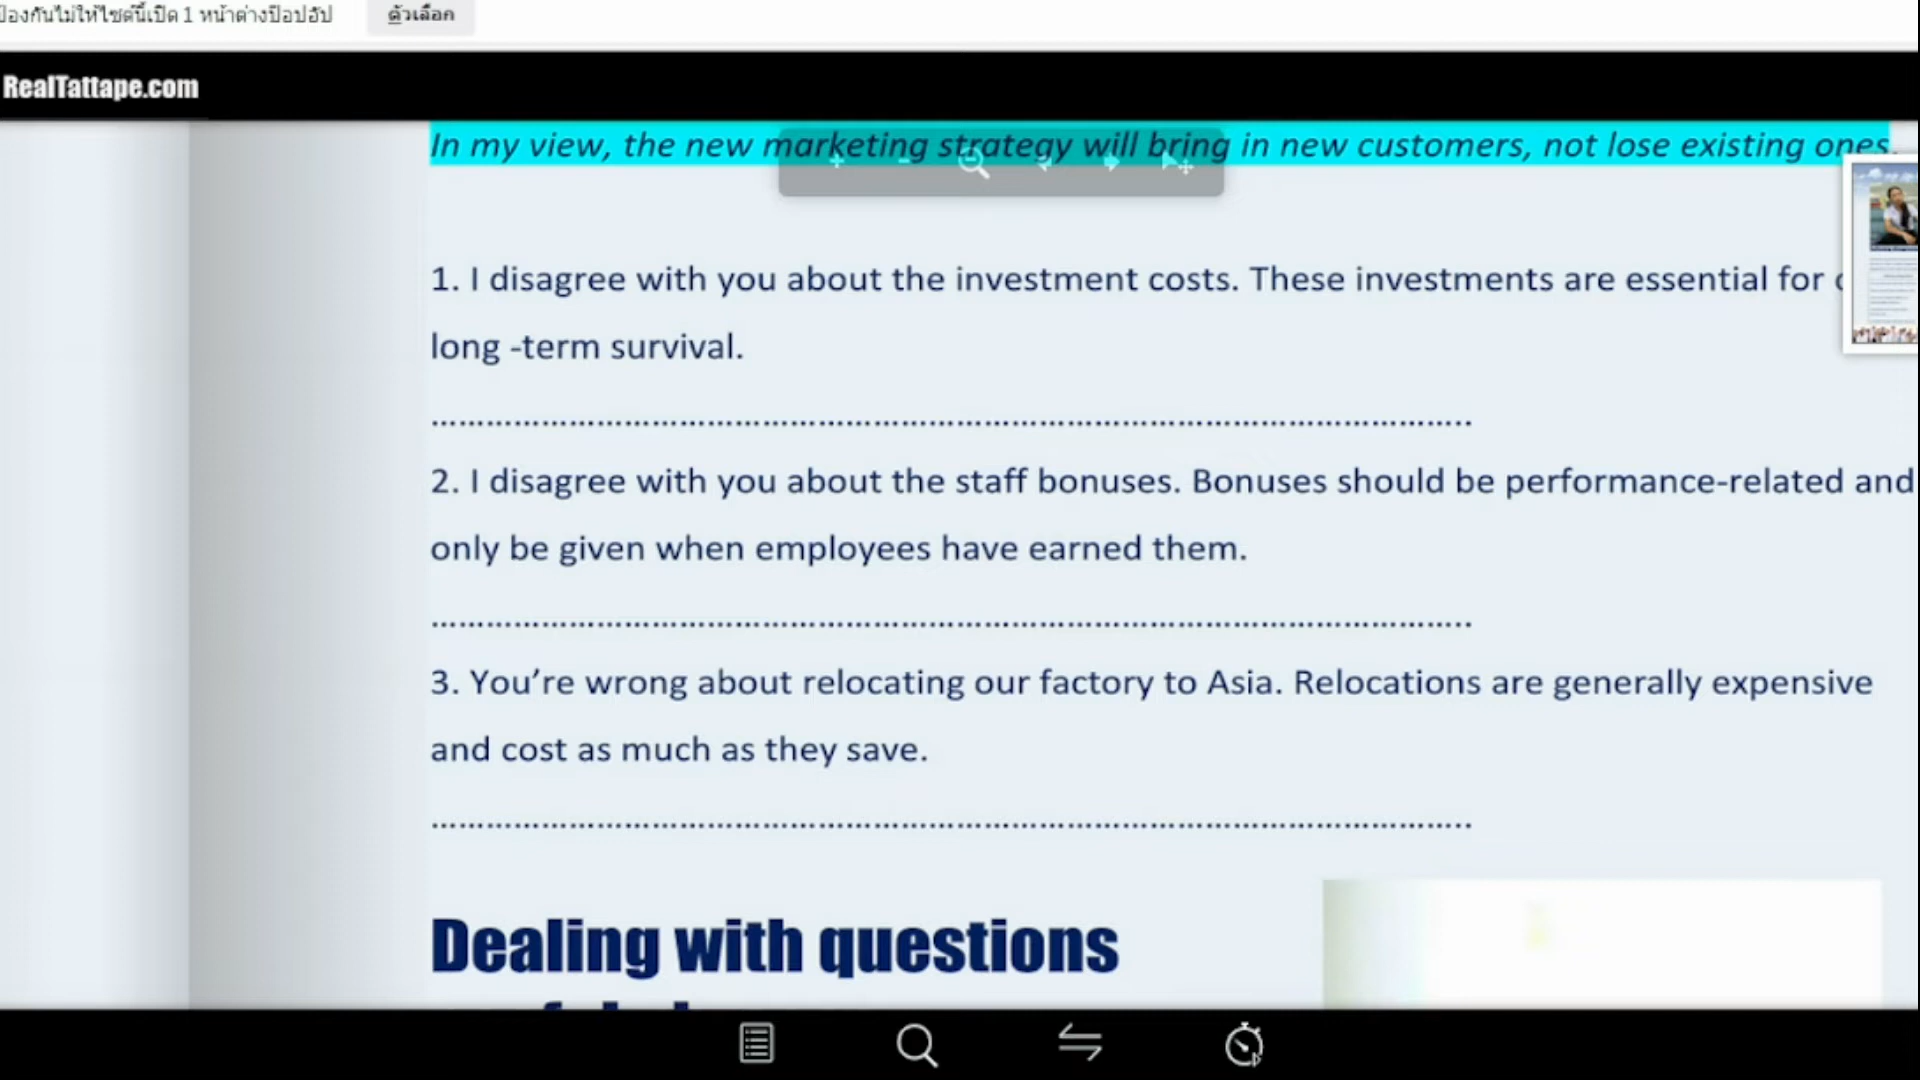 ป้องกันไม่ให้ไซต์นี้เปิด 1 หน้าต่างป๊อปอัป ตัวเลือก
RealTattape.com
In my view, the new marketing strategy will bring in new customers, not lose existing ones.
1. I disagree with you about the investment costs. These investments are essential for
long -term survival.
2. I disagree with you about the staff bonuses. Bonuses should be performance-related and
only be given when employees have earned them.
3. You’re wrong about relocating our factory to Asia. Relocations are generally expensive
and cost as much as they save.
Dealing with questions